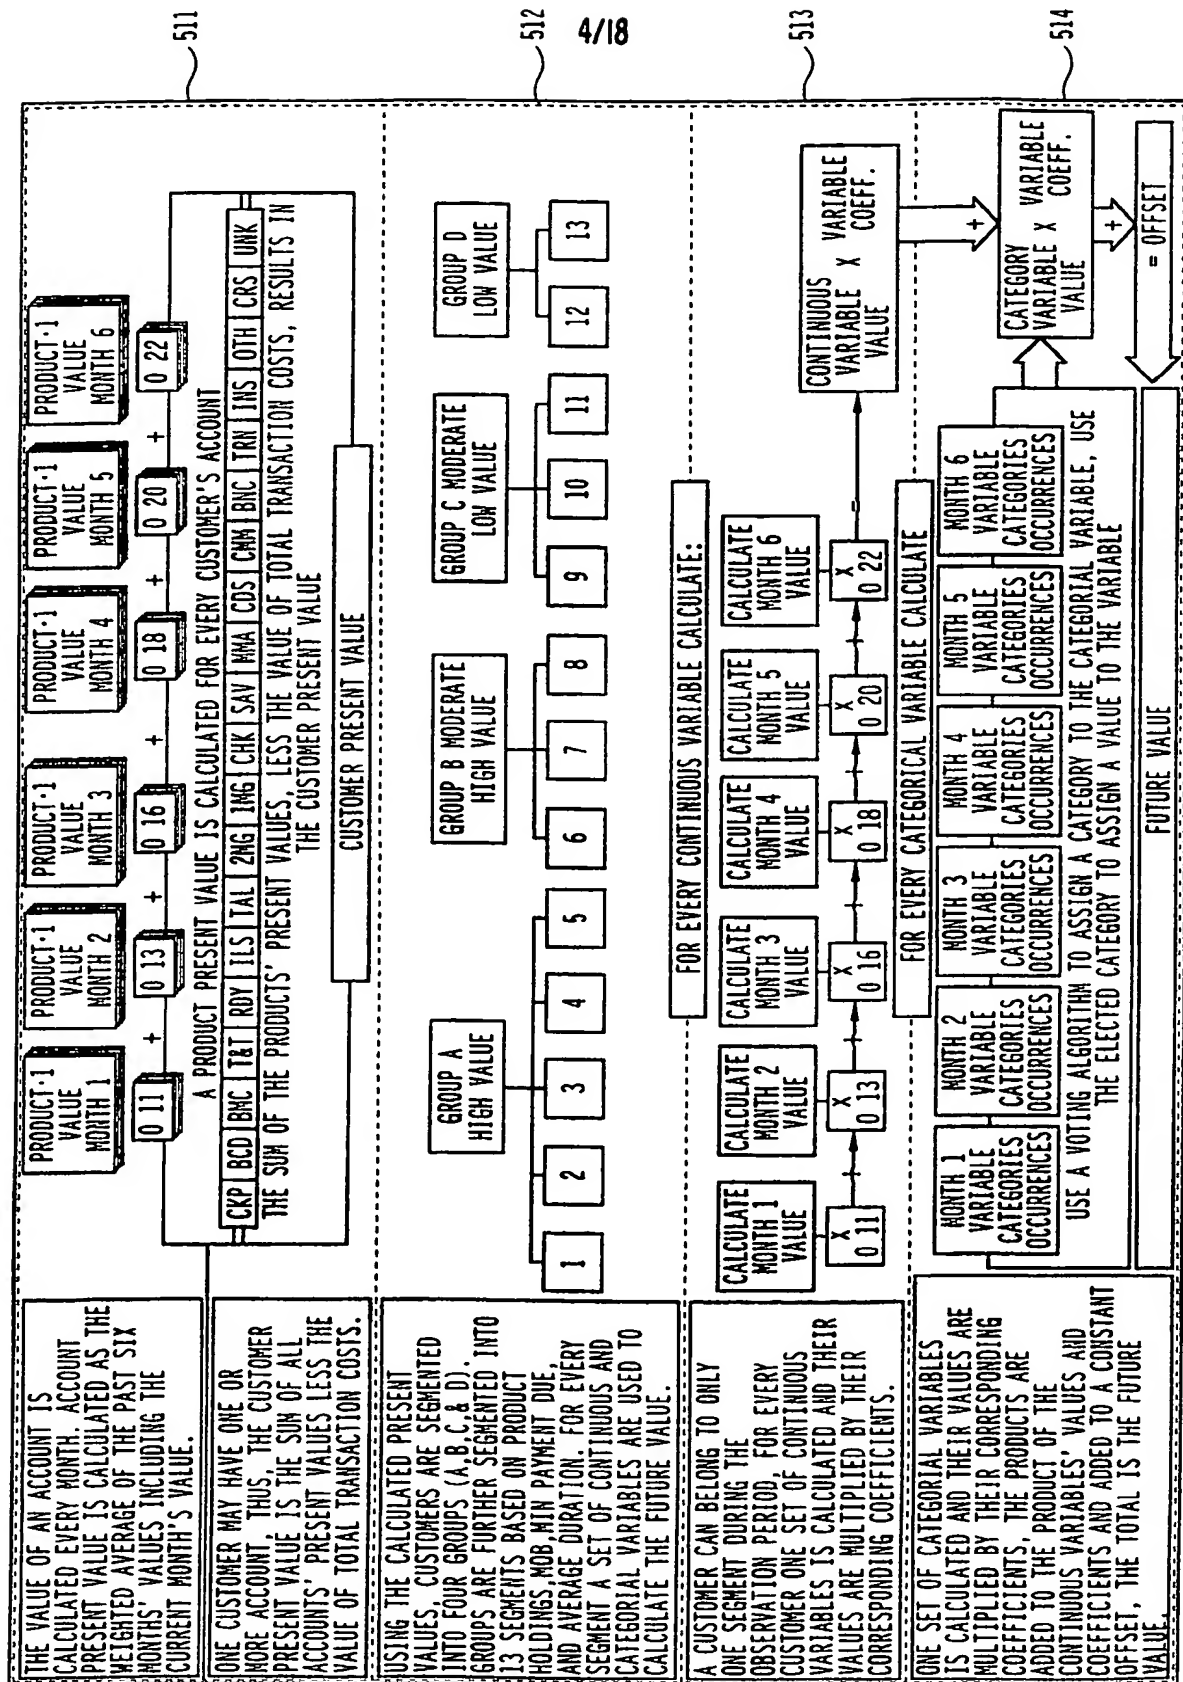 4/18
THE VALUE OF AN ACCOUNT IS
CALCULATED EVERY MONTH. ACCOUNT
PRESENT VALUE IS CALCULATED AS THE
WEIGHTED AVERAGE OF THE PAST SIX
MONTHS' VALUES INCLUDING THE
CURRENT MONTH'S VALUE.
ONE CUSTOMER MAY HAVE ONE OR
MORE ACCOUNT, THUS, THE CUSTOMER
PRESENT VALUE IS THE SUM OF ALL
ACCOUNTS' PRESENT VALUES LESS THE
VALUE OF TOTAL TRANSACTION COSTS.
PRODUCT·1
VALUE
MONTH 1
PRODUCT·1
VALUE
MONTH 2
PRODUCT·1
VALUE
MONTH 3
PRODUCT·1
VALUE
MONTH 4
PRODUCT·1
VALUE
MONTH 5
PRODUCT·1
VALUE
MONTH 6
0 11 + 0 13 + 0 16 + 0 18 + 0 20 + 0 22
A PRODUCT PRESENT VALUE IS CALCULATED FOR EVERY CUSTOMER'S ACCOUNT
CKP BCD BMC T&T RDY ILS TAL 2NG ING CHK SAV MMA CDS CNM BNC TRN INS OTH CRS UNK
THE SUM OF THE PRODUCTS' PRESENT VALUES, LESS THE VALUE OF TOTAL TRANSACTION COSTS, RESULTS IN
THE CUSTOMER PRESENT VALUE
CUSTOMER PRESENT VALUE
511
USING THE CALCULATED PRESENT
VALUES, CUSTOMERS ARE SEGMENTED
INTO FOUR GROUPS (A,B,C,& D).
GROUPS ARE FURTHER SEGMENTED INTO
13 SEGMENTS BASED ON PRODUCT
HOLDINGS,MOB,MIN PAYMENT DUE,
AND AVERAGE DURATION. FOR EVERY
SEGMENT A SET OF CONTINUOUS AND
CATEGORIAL VARIABLES ARE USED TO
CALCULATE THE FUTURE VALUE.
GROUP A
HIGH VALUE
GROUP B MODERATE
HIGH VALUE
GROUP C MODERATE
LOW VALUE
GROUP D
LOW VALUE
1 2 3 4 5 6 7 8 9 10 11 12 13
512
A CUSTOMER CAN BELONG TO ONLY
ONE SEGMENT DURING THE
OBSERVATION PERIOD, FOR EVERY
CUSTOMER ONE SET OF CONTINUOUS
VARIABLES IS CALCULATED AND THEIR
VALUES ARE MULTIPLIED BY THEIR
CORRESPONDING COEFFICIENTS.
FOR EVERY CONTINUOUS VARIABLE CALCULATE:
CALCULATE
MONTH 1
VALUE
CALCULATE
MONTH 2
VALUE
CALCULATE
MONTH 3
VALUE
CALCULATE
MONTH 4
VALUE
CALCULATE
MONTH 5
VALUE
CALCULATE
MONTH 6
VALUE
X
0 11
+
X
0 13
+
X
0 16
+
X
0 18
+
X
0 20
+
X
0 22
=
CONTINUOUS VARIABLE
VARIABLE X COEFF.
VALUE
513
ONE SET OF CATEGORIAL VARIABLES
IS CALCULATED AND THEIR VALUES ARE
MULTIPLIED BY THEIR CORRESPONDING
COEFFICIENTS, THE PRODUCTS ARE
ADDED TO THE PRODUCT OF THE
CONTINUOUS VARIABLES' VALUES AND
COEFFICIENTS AND ADDED TO A CONSTANT
OFFSET, THE TOTAL IS THE FUTURE
VALUE.
FOR EVERY CATEGORICAL VARIABLE CALCULATE
MONTH 1
VARIABLE
CATEGORIES
OCCURRENCES
MONTH 2
VARIABLE
CATEGORIES
OCCURRENCES
MONTH 3
VARIABLE
CATEGORIES
OCCURRENCES
MONTH 4
VARIABLE
CATEGORIES
OCCURRENCES
MONTH 5
VARIABLE
CATEGORIES
OCCURRENCES
MONTH 6
VARIABLE
CATEGORIES
OCCURRENCES
USE A VOTING ALGORITHM TO ASSIGN A CATEGORY TO THE CATEGORIAL VARIABLE, USE
THE ELECTED CATEGORY TO ASSIGN A VALUE TO THE VARIABLE
+
CATEGORY VARIABLE
VARIABLE X COEFF.
VALUE
+
= OFFSET
FUTURE VALUE
514